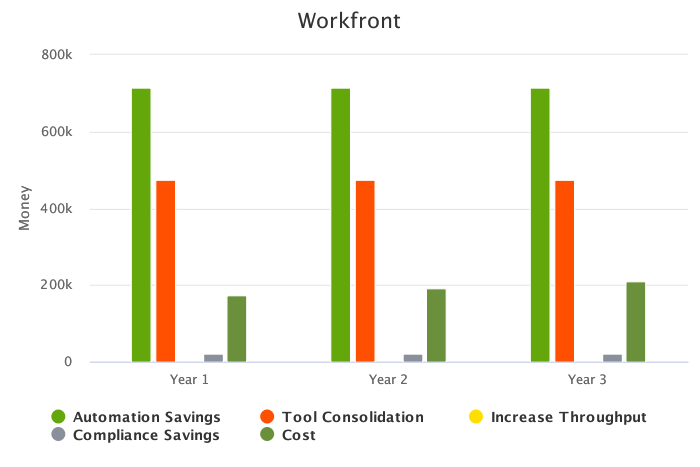 Workfront
800k
600k
400k
200k
0
Money
Year 1
Year 2
Year 3
Automation Savings
Tool Consolidation
Increase Throughput
Compliance Savings
Cost